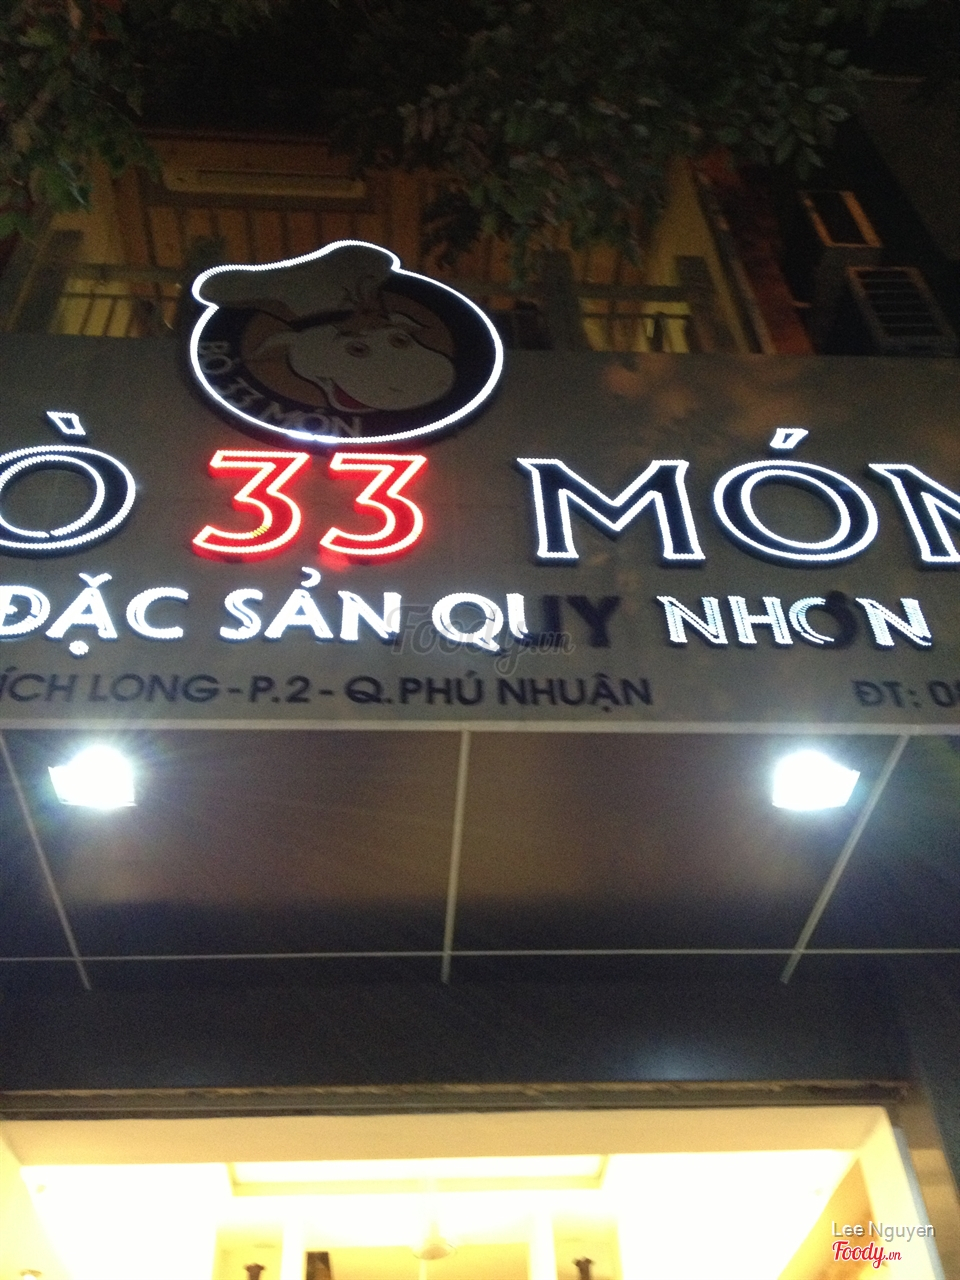 BÒ 33 MÓN
Ò 33 MÓN
ĐẶC SẢN QUY NHƠN
ÍCH LONG - P.2 - Q.PHÚ NHUẬN ĐT: 0
Foody.vn
Lee Nguyen
Foody.vn